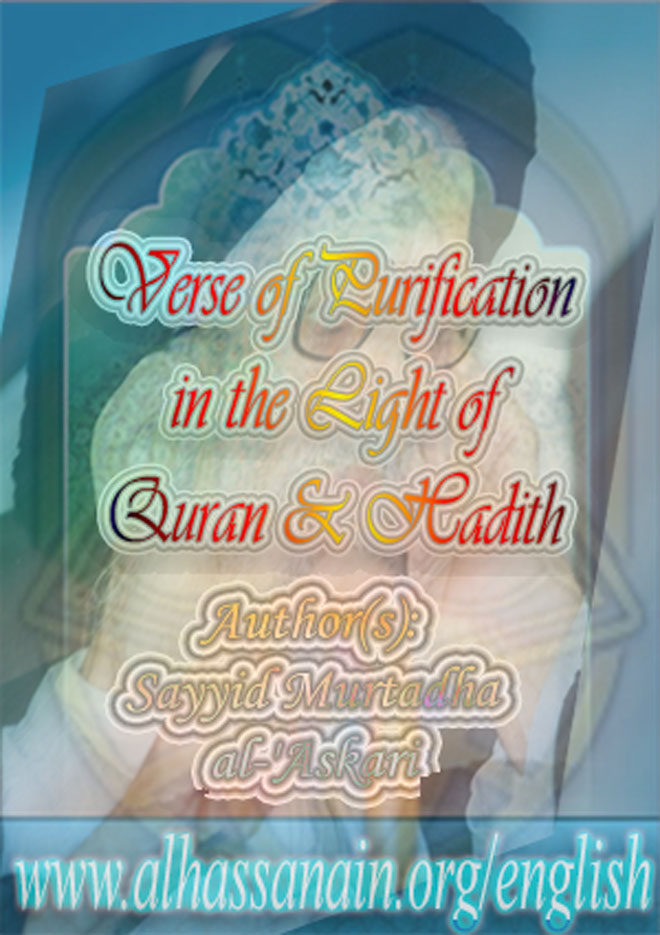 Verse of Purification
in the Light of
Quran & Hadith
Author(s):
Sayyid Murtadha
al-'Askari
www.alhassanain.org/english